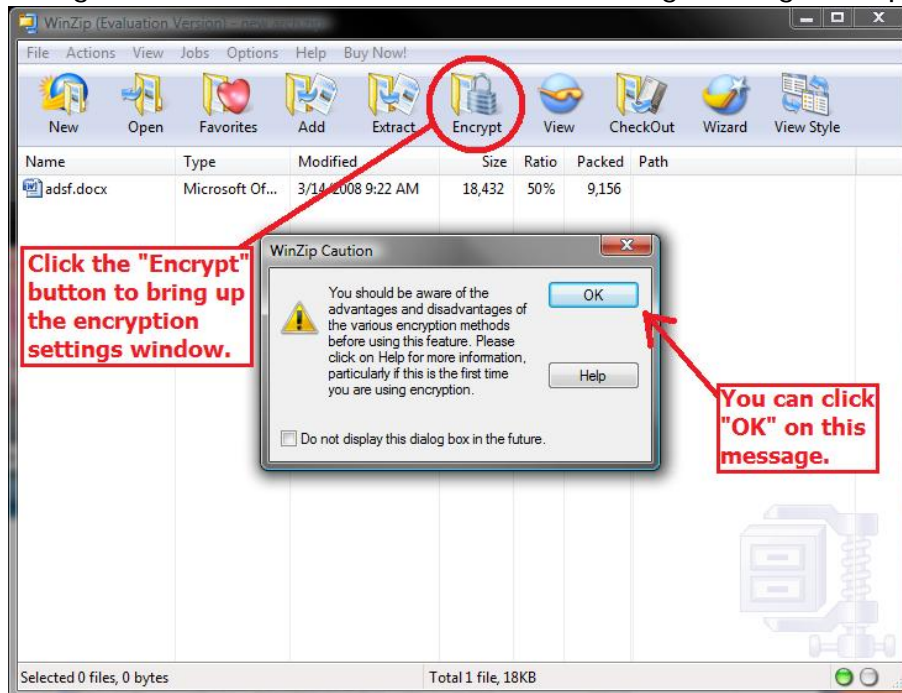 WinZip (Evaluation Version) - new arch.zip
File Actions View Jobs Options Help Buy Now!
New Open Favorites Add Extract Encrypt View CheckOut Wizard View Style
Name Type Modified Size Ratio Packed Path
adsf.docx Microsoft Of... 3/14/2008 9:22 AM 18,432 50% 9,156
Click the "Encrypt"
button to bring up
the encryption
settings window.
WinZip Caution
You should be aware of the
advantages and disadvantages of
the various encryption methods
before using this feature. Please
click on Help for more information,
particularly if this is the first time
you are using encryption.
OK
Help
Do not display this dialog box in the future.
You can click
"OK" on this
message.
Selected 0 files, 0 bytes Total 1 file, 18KB